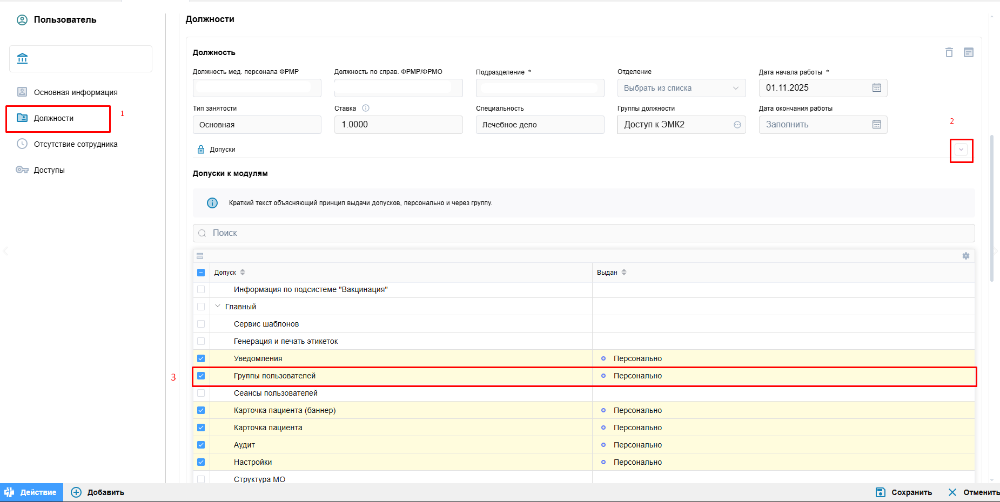 Пользователь
Основная информация
Должности
1
Отсутствие сотрудника
Доступы
Должности
Должность
Должность мед. персонала ФРМР
Должность по справ. ФРМР/ФРМО
Подразделение *
Отделение
Выбрать из списка
Дата начала работы *
01.11.2025
Тип занятости
Основная
Ставка
1.0000
Специальность
Лечебное дело
Группы должности
Доступ к ЭМК2
Дата окончания работы
Заполнить
2
Допуски
Допуски к модулям
Краткий текст объясняющий принцип выдачи допусков, персонально и через группу.
Поиск
Допуск Выдан
Информация по подсистеме "Вакцинация"
Главный
Сервис шаблонов
Генерация и печать этикеток
Уведомления Персонально
3 Группы пользователей Персонально
Сеансы пользователей
Карточка пациента (баннер) Персонально
Карточка пациента Персонально
Аудит Персонально
Настройки Персонально
Структура МО
Действие Добавить Сохранить Отменить